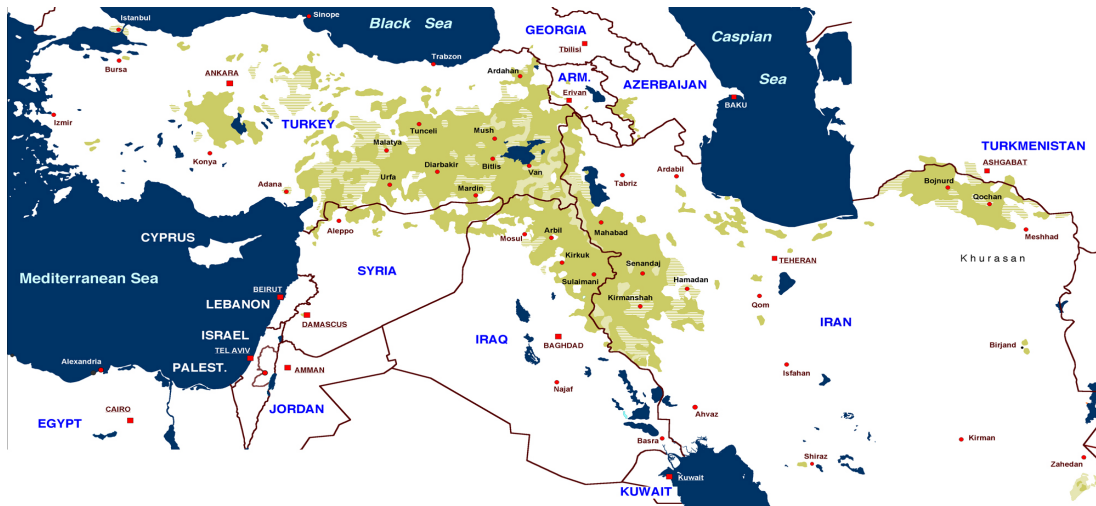 Istanbul
Sinope
Black Sea
GEORGIA
Tbilisi
Caspian
Sea
Trabzon
Bursa
ANKARA
Ardahan
ARM.
Erivan
AZERBAIJAN
BAKU
Izmir
TURKEY
Tunceli
Mush
Malatya
Konya
Diarbakir
Bitlis
Van
Urfa
Adana
Mardin
Tabriz
Ardabil
TURKMENISTAN
ASHGABAT
Bojnurd
Qochan
Meshhad
Khurasan
Aleppo
Mosul
Arbil
Mahabad
CYPRUS
Kirkuk
Senandaj
TEHERAN
Mediterranean Sea
SYRIA
Sulaimani
Hamadan
BEIRUT
LEBANON
Kirmanshah
Qom
DAMASCUS
IRAN
ISRAEL
IRAQ
BAGHDAD
Birjand
TEL AVIV
Alexandria
PALEST.
AMMAN
Isfahan
Najaf
CAIRO
JORDAN
Ahvaz
EGYPT
Basra
Kirman
Shiraz
Zahedan
Kuwait
KUWAIT